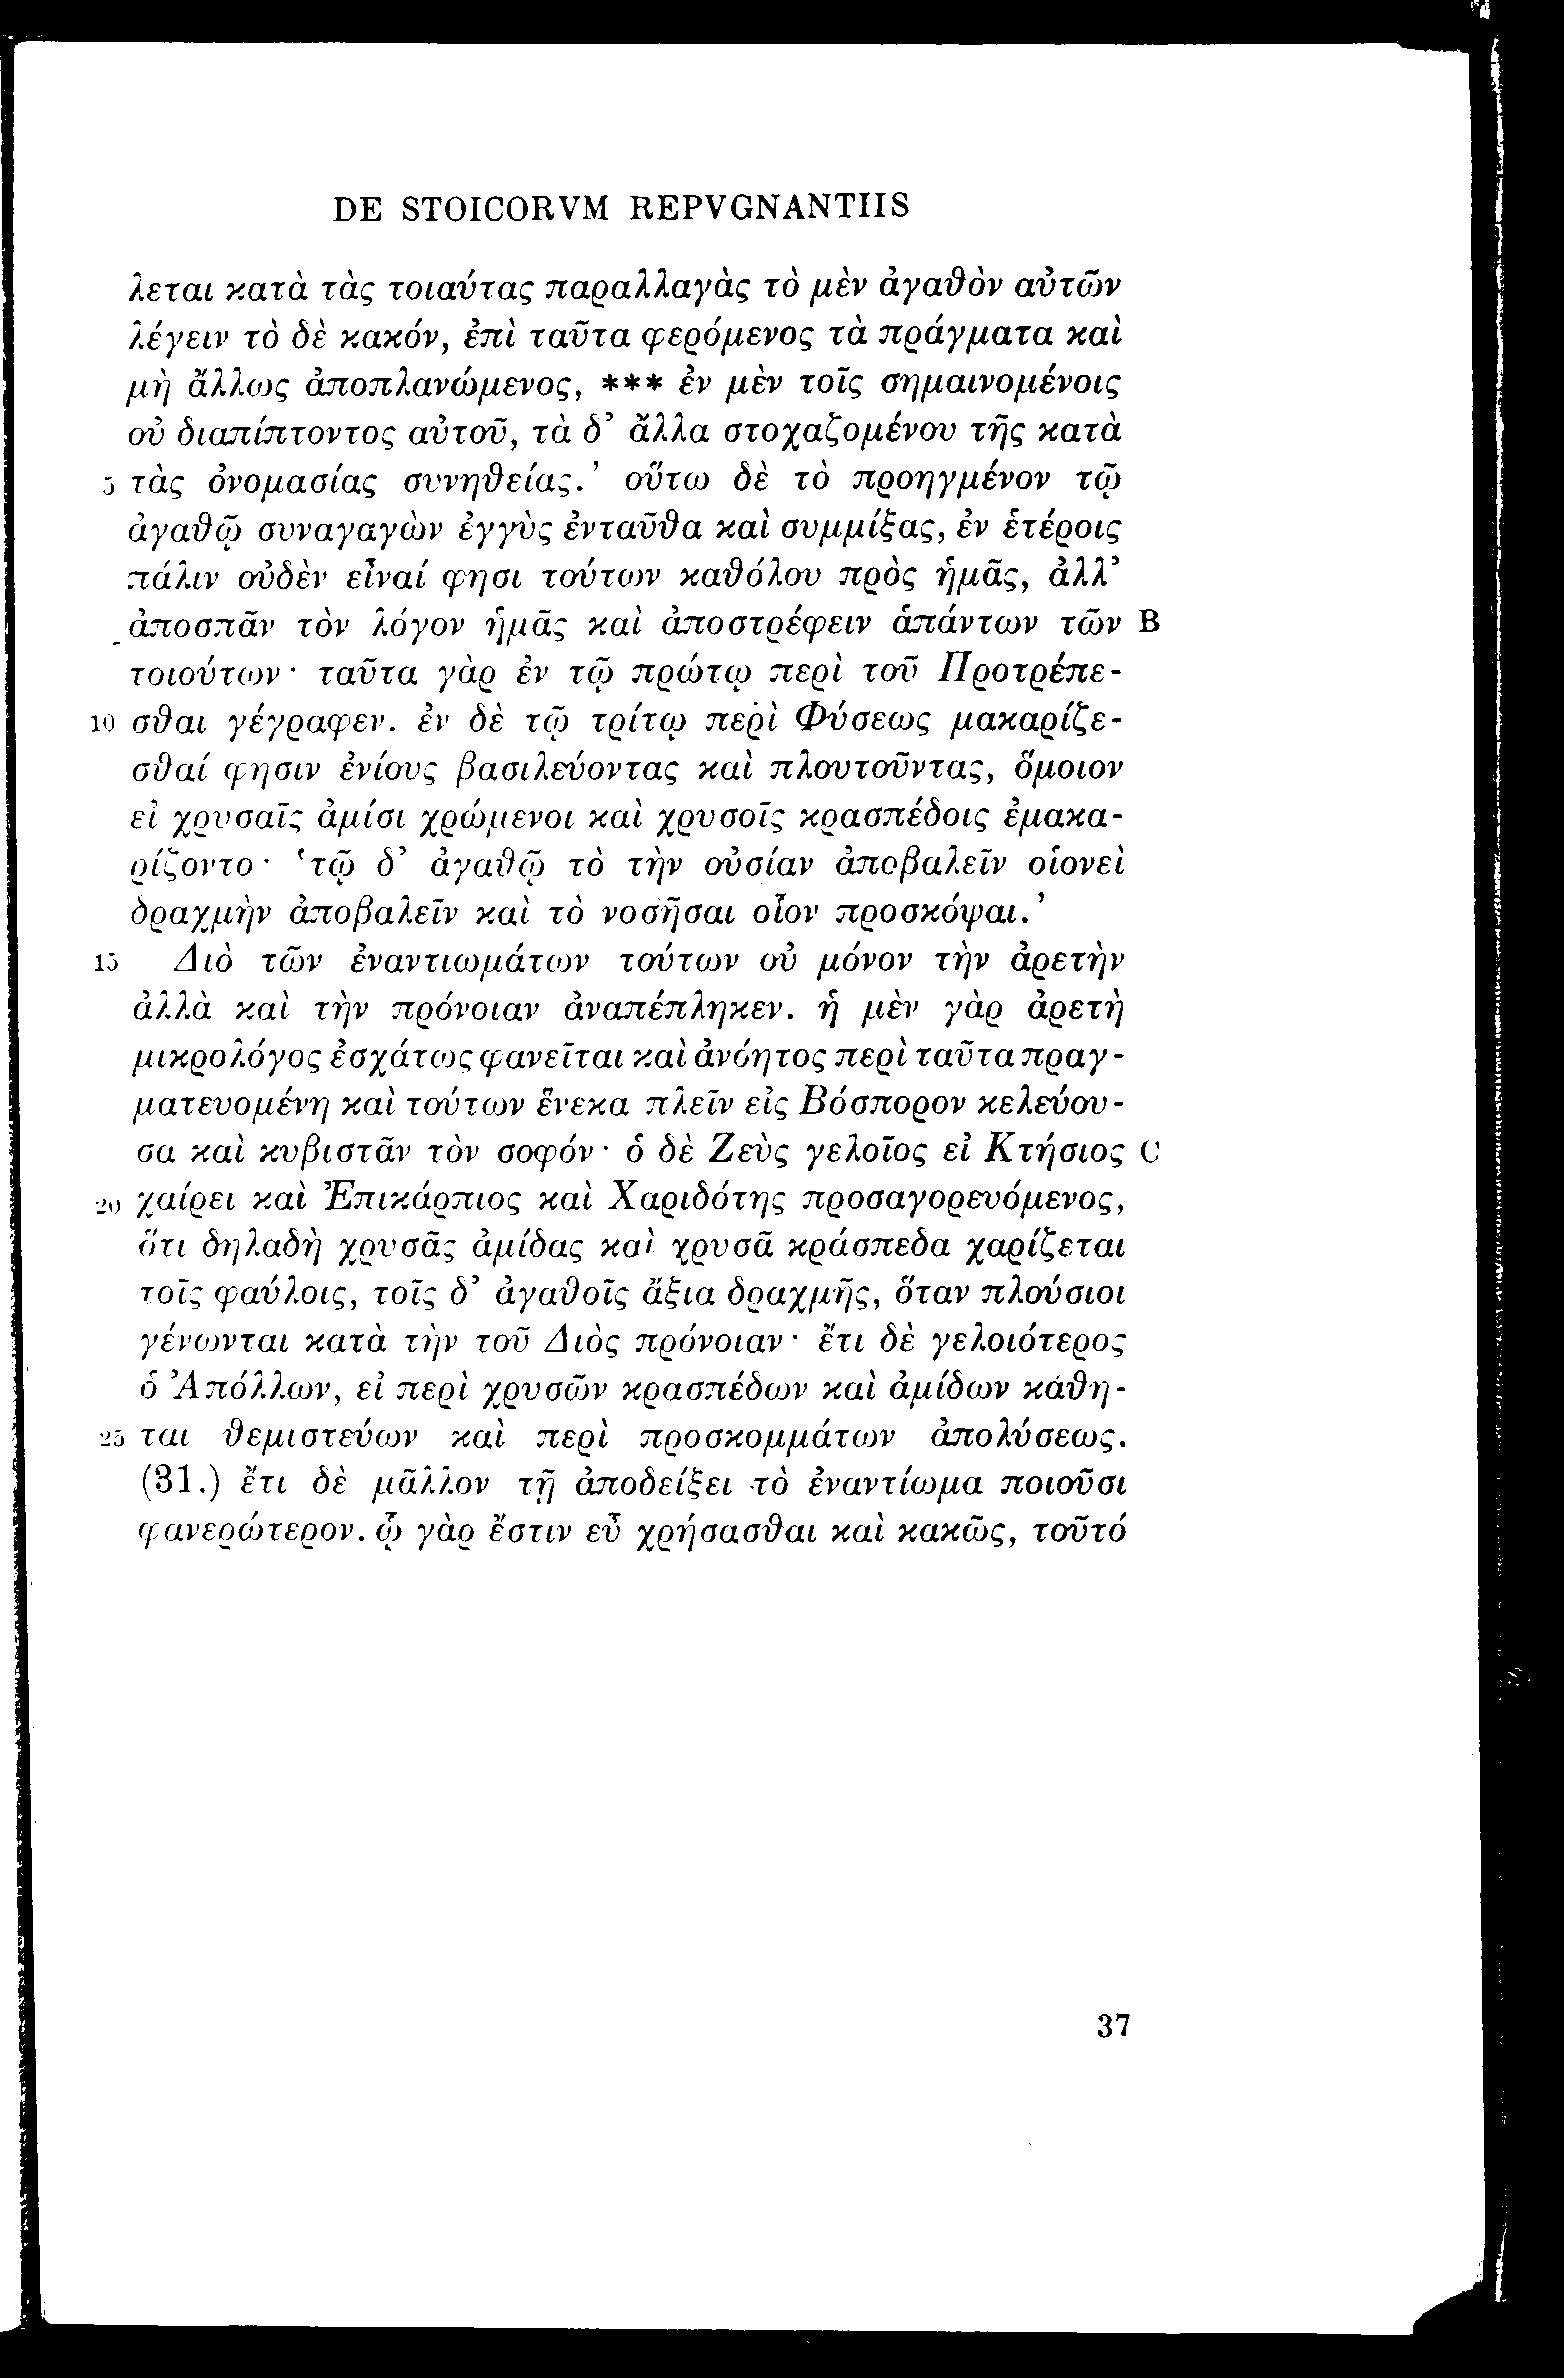 DE STOICORVM REPVGNANTIIS
λεται κατὰ τὰς τοιαύτας παραλλαγὰς τὸ μὲν ἀγαθὸν αὐτῶν
λέγειν τὸ δὲ κακόν, ἐπὶ ταῦτα φερόμενος τὰ πράγματα καὶ
μὴ ἄλλως ἀποπλανώμενος, *** ἐν μὲν τοῖς σημαινομένοις
οὐ διαπίπτοντος αὐτοῦ, τὰ δ’ ἄλλα στοχαζομένου τῆς κατὰ
5 τὰς ὀνομασίας συνηθείας.’ οὕτω δὲ τὸ προηγμένον τῷ
ἀγαθῷ συναγαγὼν ἐγγὺς ἐνταῦθα καὶ συμμίξας, ἐν ἑτέροις
πάλιν οὐδὲν εἶναί φησι τούτων καθόλου πρὸς ἡμᾶς, ἀλλ’
ἀποσπᾶν τὸν λόγον ἡμᾶς καὶ ἀποστρέφειν ἁπάντων τῶν B
τοιούτων· ταῦτα γὰρ ἐν τῷ πρώτῳ περὶ τοῦ Προτρέπε-
10 σθαι γέγραφεν. ἐν δὲ τῷ τρίτῳ περὶ Φύσεως μακαρίζε-
σθαί φησιν ἐνίους βασιλεύοντας καὶ πλουτοῦντας, ὅμοιον
εἰ χρυσαῖς ἀμίσι χρώμενοι καὶ χρυσοῖς κρασπέδοις ἐμακα-
ρίζοντο· ‘τῷ δ’ ἀγαθῷ τὸ τὴν οὐσίαν ἀποβαλεῖν οἱονεὶ
δραχμὴν ἀποβαλεῖν καὶ τὸ νοσῆσαι οἷον προσκόψαι.’
15 Διὸ τῶν ἐναντιωμάτων τούτων οὐ μόνον τὴν ἀρετὴν
ἀλλὰ καὶ τὴν πρόνοιαν ἀναπέπληκεν. ἡ μὲν γὰρ ἀρετὴ
μικρολόγος ἐσχάτως φανεῖται καὶ ἀνόητος περὶ ταῦτα πραγ-
ματευομένη καὶ τούτων ἕνεκα πλεῖν εἰς Βόσπορον κελεύου-
σα καὶ κυβιστᾶν τὸν σοφόν· ὁ δὲ Ζεὺς γελοῖος εἰ Κτήσιος C
20 χαίρει καὶ Ἐπικάρπιος καὶ Χαριδότης προσαγορευόμενος,
ὅτι δηλαδὴ χρυσᾶς ἀμίδας καὶ χρυσᾶ κράσπεδα χαρίζεται
τοῖς φαύλοις, τοῖς δ’ ἀγαθοῖς ἄξια δραχμῆς, ὅταν πλούσιοι
γένωνται κατὰ τὴν τοῦ Διὸς πρόνοιαν· ἔτι δὲ γελοιότερος
ὁ Ἀπόλλων, εἰ περὶ χρυσῶν κρασπέδων καὶ ἀμίδων κάθη-
25 ται θεμιστεύων καὶ περὶ προσκομμάτων ἀπολύσεως.
(31.) ἔτι δὲ μᾶλλον τῇ ἀποδείξει τὸ ἐναντίωμα ποιοῦσι
φανερώτερον. ᾧ γὰρ ἔστιν εὖ χρήσασθαι καὶ κακῶς, τοῦτό
37